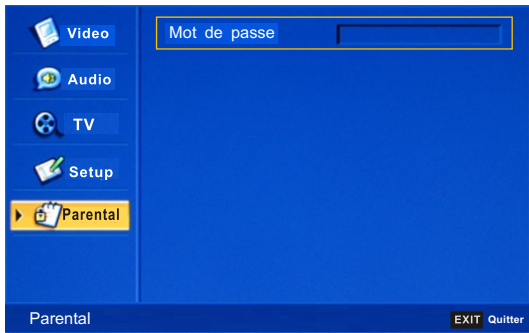 Video
Audio
TV
Setup
Parental
Mot de passe
Parental
EXIT Quitter